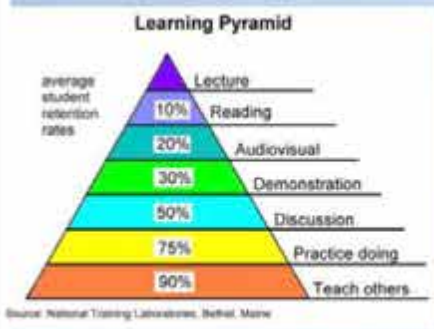 Learning Pyramid
average
student
retention
rates
Lecture
10% Reading
20% Audiovisual
30% Demonstration
50% Discussion
75% Practice doing
90% Teach others
Source: National Training Laboratories, Bethel, Maine